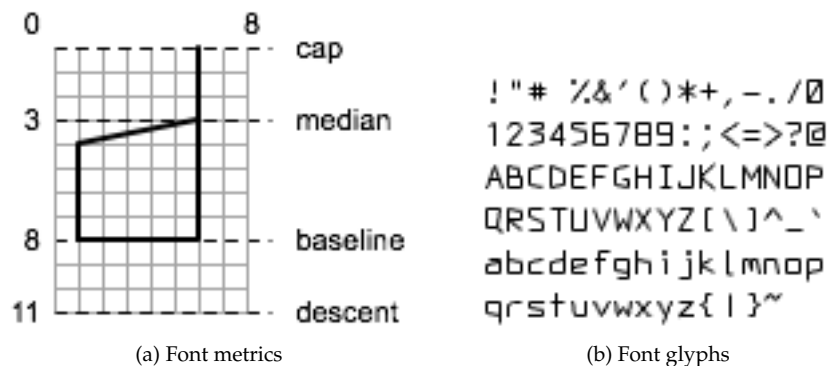 0 8
cap
3 median
8 baseline
11 descent
(a) Font metrics
!"# %&'()*+,-./0
123456789:;<=>?@
ABCDEFGHIJKLMNOP
QRSTUVWXYZ[\]^_`
abcdefghijklmnop
qrstuvwxyz{|}~
(b) Font glyphs